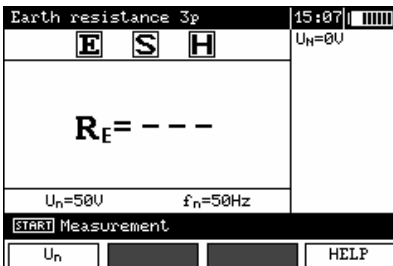 Earth resistance 3p 15:07
E S H
UN=0V
RE= - - -
Un=50V fn=50Hz
START Measurement
Un HELP